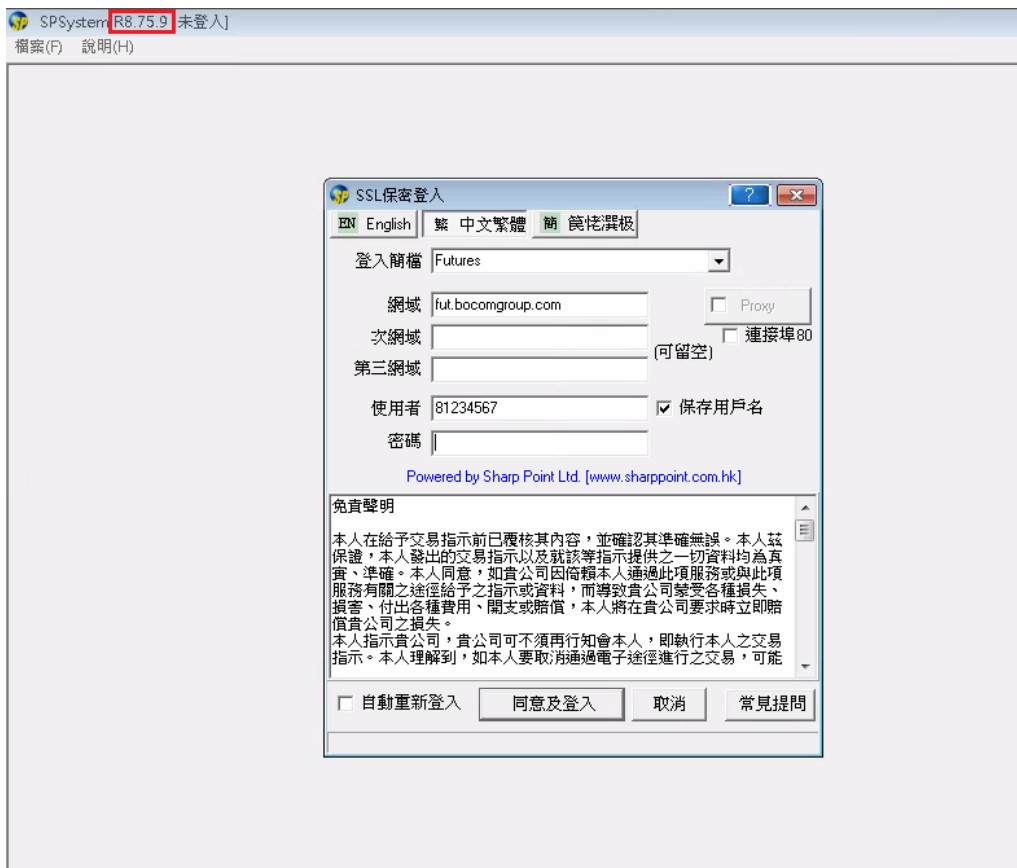 SPSystem R8.75.9 未登入]
檔案(F) 說明(H)
SSL保密登入
?
EN English 繁 中文繁體 簡 簡体中文
登入簡檔 Futures
網域 fut.bocomgroup.com
Proxy
次網域
連接埠80
(可留空)
第三網域
使用者 81234567
保存用戶名
密碼
Powered by Sharp Point Ltd. [www.sharppoint.com.hk]
免責聲明
本人在給予交易指示前已覆核其內容，並確認其準確無誤。本人茲
保證，本人發出的交易指示以及就該等指示提供之一切資料均為真
實、準確。本人同意，如貴公司因倚賴本人通過此項服務或與此項
服務有關之途徑給予之指示或資料，而導致貴公司蒙受各種損失、
損害、付出各種費用、開支或賠償，本人將在貴公司要求時立即賠
償貴公司之損失。
本人指示貴公司，貴公司可不須再行知會本人，即執行本人之交易
指示。本人理解到，如本人要取消通過電子途徑進行之交易，可能
自動重新登入 同意及登入 取消 常見提問